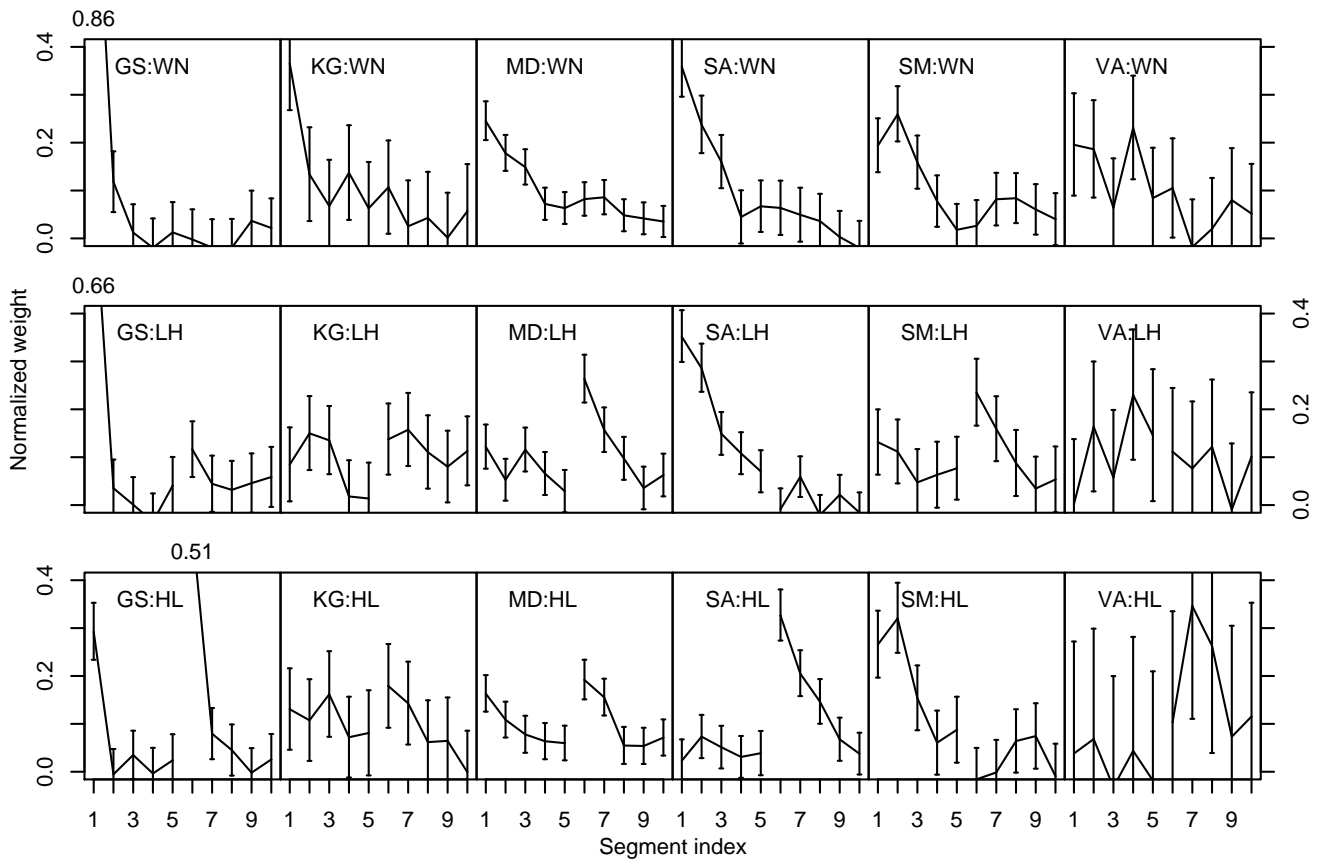 0.86
0.4
GS:WN KG:WN MD:WN SA:WN SM:WN VA:WN
0.2
0.0
0.66
Normalized weight
GS:LH KG:LH MD:LH SA:LH SM:LH VA:LH
0.4
0.2
0.0
0.51
0.4
GS:HL KG:HL MD:HL SA:HL SM:HL VA:HL
0.2
0.0
1 3 5 7 9 1 3 5 7 9 1 3 5 7 9 1 3 5 7 9 1 3 5 7 9 1 3 5 7 9
Segment index